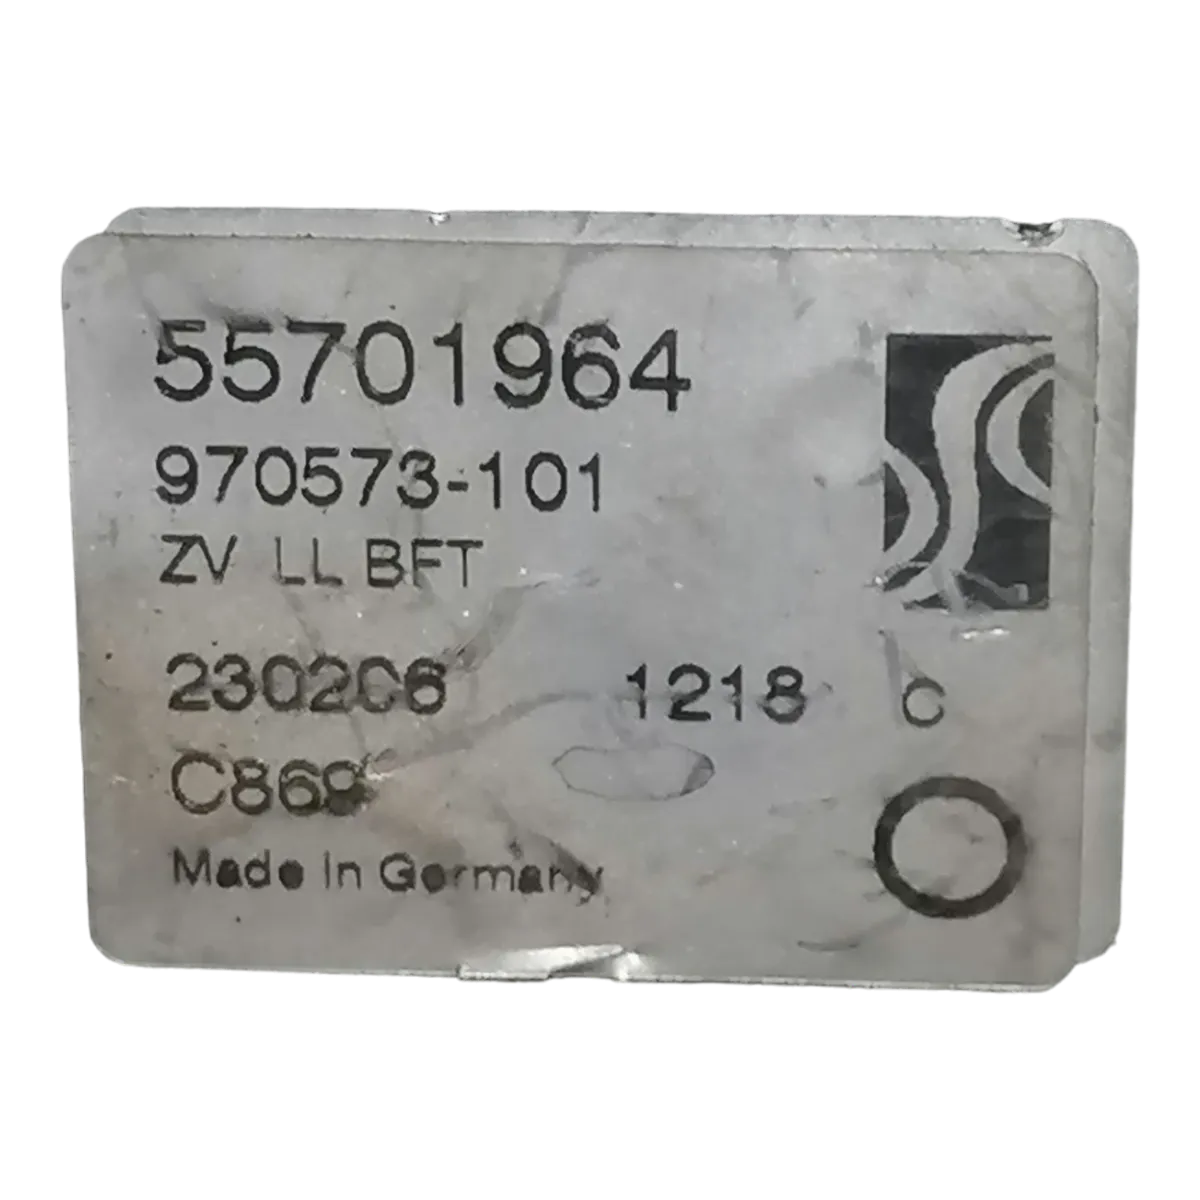 55701964
970573-101
ZV LL BFT
230206 1218 C
C869
Made in Germany